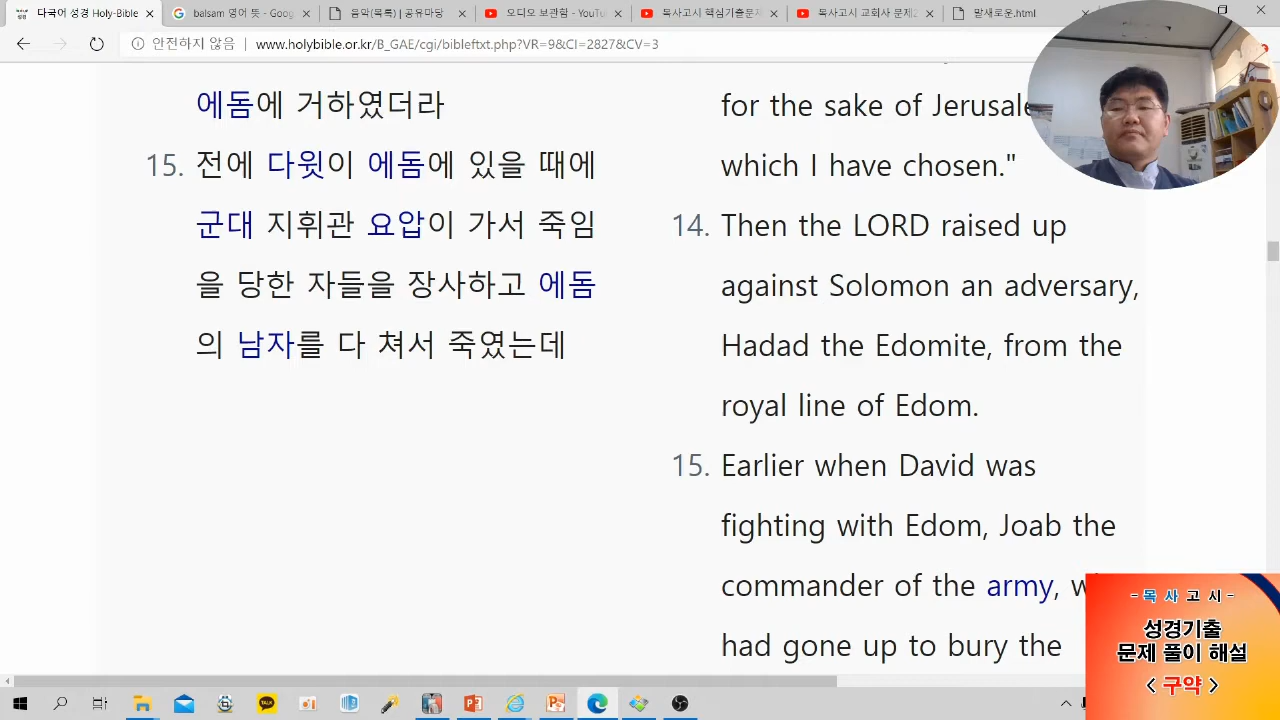 다국어 성경 Holy-Bible
balsam 영어 뜻 - Goog
음악(목록) | 공유마당
오디오 보관함 - YouTu
목사고시 핵심기출문
목사고시 교회사 문제2
말새로운.html
안전하지 않음
www.holybible.or.kr/B_GAE/cgi/bibleftxt.php?VR=9&CI=2827&CV=3
에돔에 거하였더라
15. 전에 다윗이 에돔에 있을 때에
군대 지휘관 요압이 가서 죽임
을 당한 자들을 장사하고 에돔
의 남자를 다 쳐서 죽였는데
for the sake of Jerusale
which I have chosen."
14. Then the LORD raised up
against Solomon an adversary,
Hadad the Edomite, from the
royal line of Edom.
15. Earlier when David was
fighting with Edom, Joab the
commander of the army, w
had gone up to bury the
- 목 사 고 시 -
성경기출
문제 풀이 해설
< 구약 >